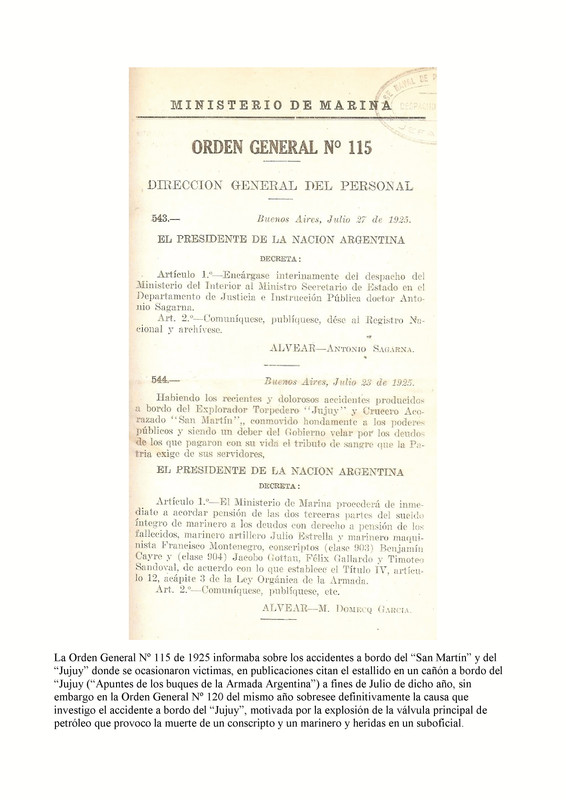 MINISTERIO DE MARINA
ORDEN GENERAL Nº 115
DIRECCION GENERAL DEL PERSONAL
543.— Buenos Aires, Julio 27 de 1925.
EL PRESIDENTE DE LA NACION ARGENTINA
DECRETA:
Artículo 1.º—Encárgase interinamente del despacho del
Ministerio del Interior al Ministro Secretario de Estado en el
Departamento de Justicia e Instrucción Pública doctor Anto-
nio Sagarna.
Art. 2.º—Comuníquese, publíquese, dése al Registro Na-
cional y archívese.
ALVEAR—ANTONIO SAGARNA.
544.— Buenos Aires, Julio 23 de 1925.
Habiendo los recientes y dolorosos accidentes producidos
a bordo del Explorador Torpedero “Jujuy” y Crucero Aco-
razado “San Martín”,, conmovido hondamente a los poderes
públicos y siendo un deber del Gobierno velar por los deudos
de los que pagaron con su vida el tributo de sangre que la Pa-
tria exige de sus servidores,
EL PRESIDENTE DE LA NACION ARGENTINA
DECRETA:
Artículo 1.º—El Ministerio de Marina procederá de inme-
diato a acordar pensión de las dos terceras partes del sueldo
íntegro de marinero a los deudos con derecho a pensión de los
fallecidos, marinero artillero Julio Estrella y marinero maqui-
nista Francisco Montenegro, conscriptos (clase 903) Benjamín
Cayre y (clase 904) Jacobo Gottau, Félix Gallardo y Timoteo
Sandoval, de acuerdo con lo que establece el Título IV, artícu-
lo 12, acápite 3 de la Ley Orgánica de la Armada.
Art. 2.º—Comuníquese, publíquese, etc.
ALVEAR—M. DOMECQ GARCIA.
La Orden General Nº 115 de 1925 informaba sobre los accidentes a bordo del “San Martin” y del
“Jujuy” donde se ocasionaron victimas, en publicaciones citan el estallido en un cañón a bordo del
“Jujuy (“Apuntes de los buques de la Armada Argentina”) a fines de Julio de dicho año, sin
embargo en la Orden General Nº 120 del mismo año sobresee definitivamente la causa que
investigo el accidente a bordo del “Jujuy”, motivada por la explosión de la válvula principal de
petróleo que provoco la muerte de un conscripto y un marinero y heridas en un suboficial.